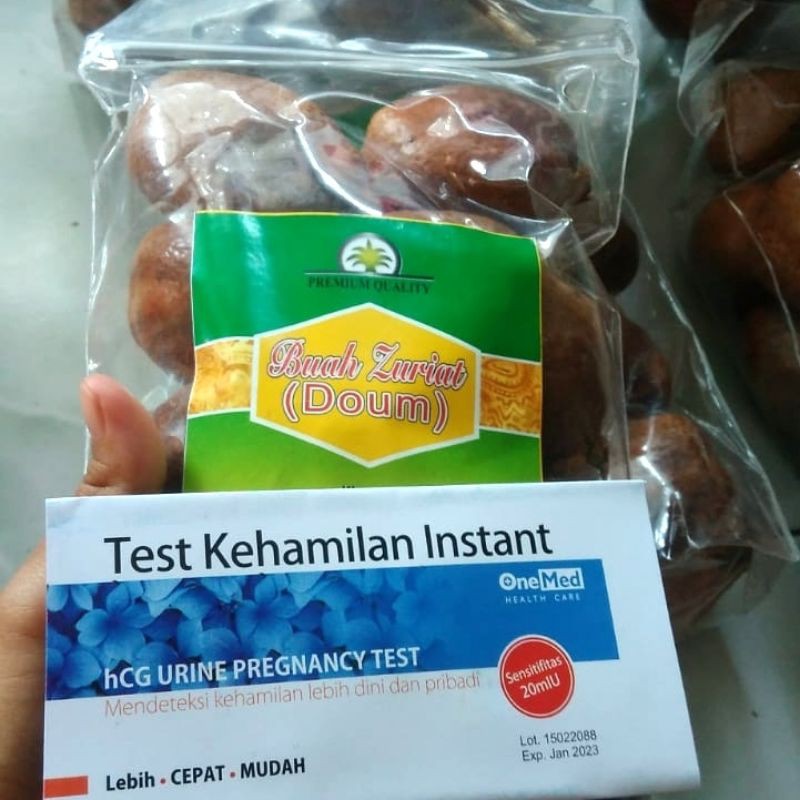 PREMIUM QUALITY
Buah Zuriat
(Doum)
Test Kehamilan Instant
OneMed
HEALTH CARE
hCG URINE PREGNANCY TEST
Mendeteksi kehamilan lebih dini dan pribadi
Sensitifitas
20mIU
Lot. 15022088
Exp. Jan 2023
Lebih • CEPAT • MUDAH